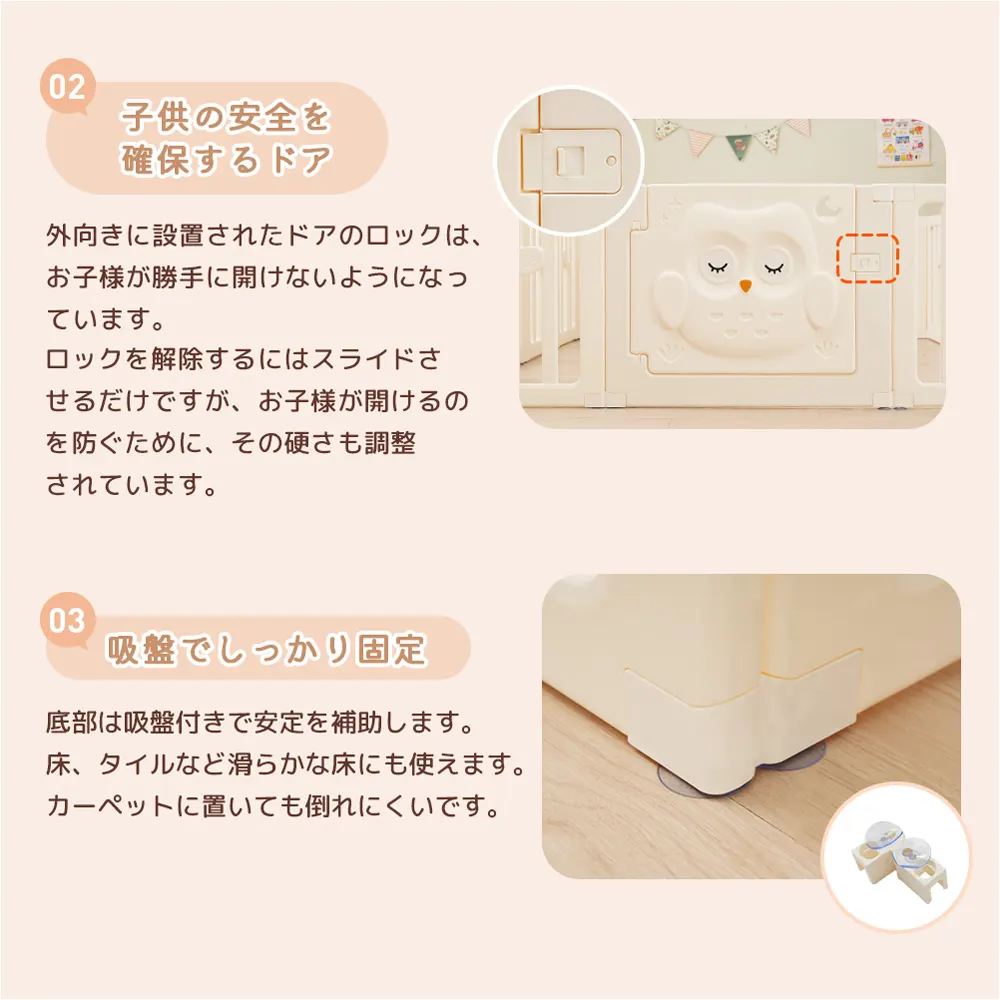 02
子供の安全を
確保するドア
外向きに設置されたドアのロックは、
お子様が勝手に開けないようになっ
ています。
ロックを解除するにはスライドさ
せるだけですが、お子様が開けるの
を防ぐために、その硬さも調整
されています。
03
吸盤でしっかり固定
底部は吸盤付きで安定を補助します。
床、タイルなど滑らかな床にも使えます。
カーペットに置いても倒れにくいです。